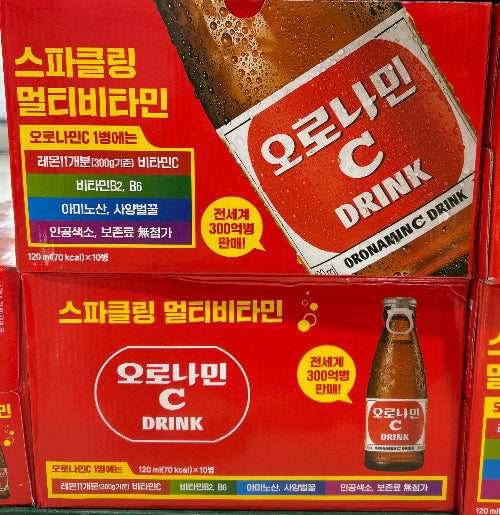 스파클링
멀티비타민
오로나민C 1병에는
레몬11개분(300g기준) 비타민C
비타민B2, B6
아미노산, 사양벌꿀
인공색소, 보존료 無첨가
120 ml(70 kcal)×10병
전세계
300억병
판매!
오로나민
C
DRINK
ORONAMIN C DRINK
스파클링 멀티비타민
오로나민
C
DRINK
전세계
300억병
판매!
오로나민
C
DRINK
ORONAMIN C DRINK
오로나민C 1병에는
120 ml(70 kcal)×10병
레몬11개분(300g기준) 비타민C
비타민B2, B6
아미노산, 사양벌꿀
인공색소, 보존료 無첨가